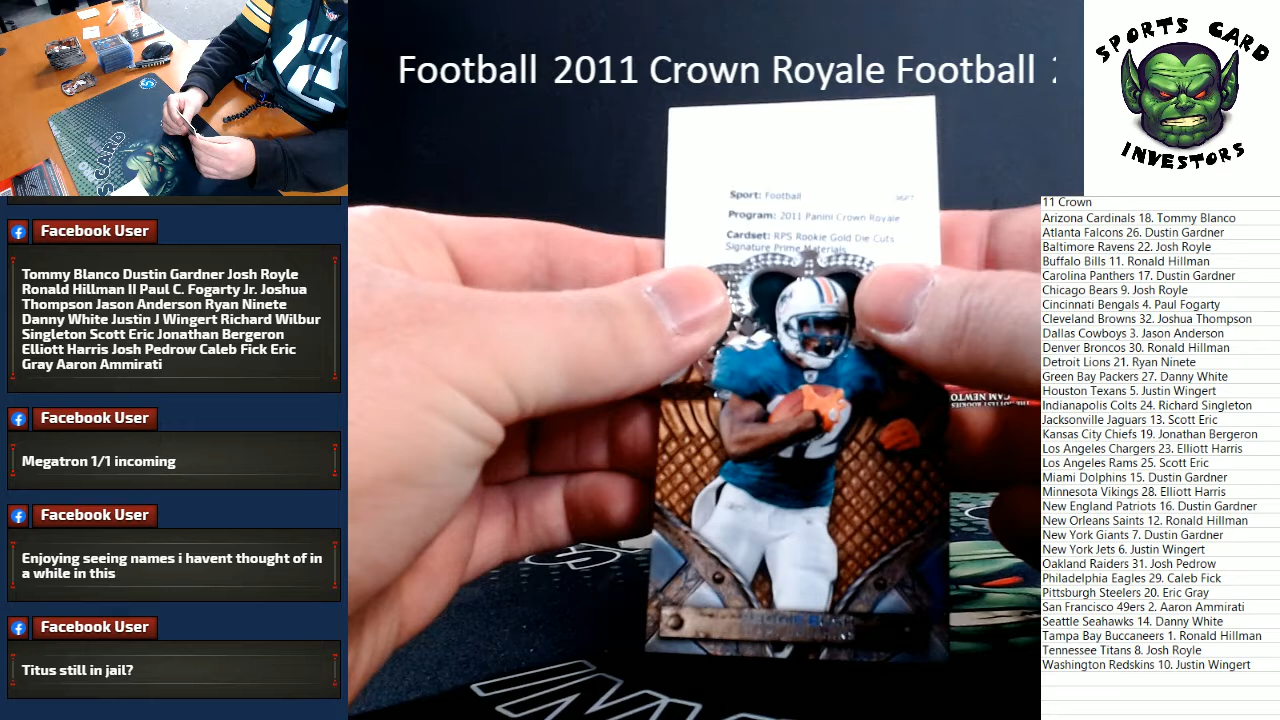 Football 2011 Crown Royale Football
SPORTS CARD
INVESTORS
Facebook User
Tommy Blanco Dustin Gardner Josh Royle
Ronald Hillman II Paul C. Fogarty Jr. Joshua
Thompson Jason Anderson Ryan Ninete
Danny White Justin J Wingert Richard Wilbur
Singleton Scott Eric Jonathan Bergeron
Elliott Harris Josh Pedrow Caleb Fick Eric
Gray Aaron Ammirati
Facebook User
Megatron 1/1 incoming
Facebook User
Enjoying seeing names i havent thought of in
a while in this
Facebook User
Titus still in jail?
Sport: Football
Program: 2011 Panini Crown Royale
Cardset: RPS Rookie Gold Die Cuts
Signature Prime Materials
THE HOTTEST ROOKIES
CAM NEWTO
11 Crown
Arizona Cardinals 18. Tommy Blanco
Atlanta Falcons 26. Dustin Gardner
Baltimore Ravens 22. Josh Royle
Buffalo Bills 11. Ronald Hillman
Carolina Panthers 17. Dustin Gardner
Chicago Bears 9. Josh Royle
Cincinnati Bengals 4. Paul Fogarty
Cleveland Browns 32. Joshua Thompson
Dallas Cowboys 3. Jason Anderson
Denver Broncos 30. Ronald Hillman
Detroit Lions 21. Ryan Ninete
Green Bay Packers 27. Danny White
Houston Texans 5. Justin Wingert
Indianapolis Colts 24. Richard Singleton
Jacksonville Jaguars 13. Scott Eric
Kansas City Chiefs 19. Jonathan Bergeron
Los Angeles Chargers 23. Elliott Harris
Los Angeles Rams 25. Scott Eric
Miami Dolphins 15. Dustin Gardner
Minnesota Vikings 28. Elliott Harris
New England Patriots 16. Dustin Gardner
New Orleans Saints 12. Ronald Hillman
New York Giants 7. Dustin Gardner
New York Jets 6. Justin Wingert
Oakland Raiders 31. Josh Pedrow
Philadelphia Eagles 29. Caleb Fick
Pittsburgh Steelers 20. Eric Gray
San Francisco 49ers 2. Aaron Ammirati
Seattle Seahawks 14. Danny White
Tampa Bay Buccaneers 1. Ronald Hillman
Tennessee Titans 8. Josh Royle
Washington Redskins 10. Justin Wingert